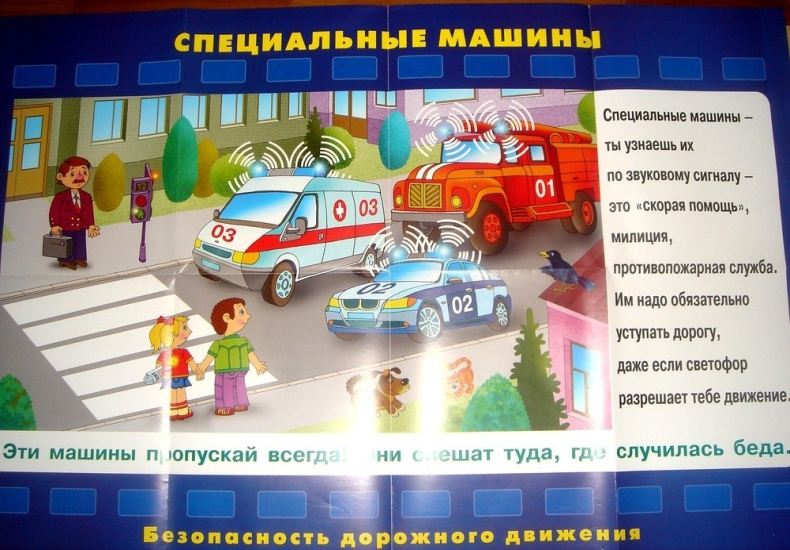 СПЕЦИАЛЬНЫЕ МАШИНЫ
03
03
01
02
02
Специальные машины –
ты узнаешь их
по звуковому сигналу –
это «скорая помощь»,
милиция,
противопожарная служба.
Им надо обязательно
уступать дорогу,
даже если светофор
разрешает тебе движение.
Эти машины пропускай всегда! Они спешат туда, где случилась беда.
Безопасность дорожного движения